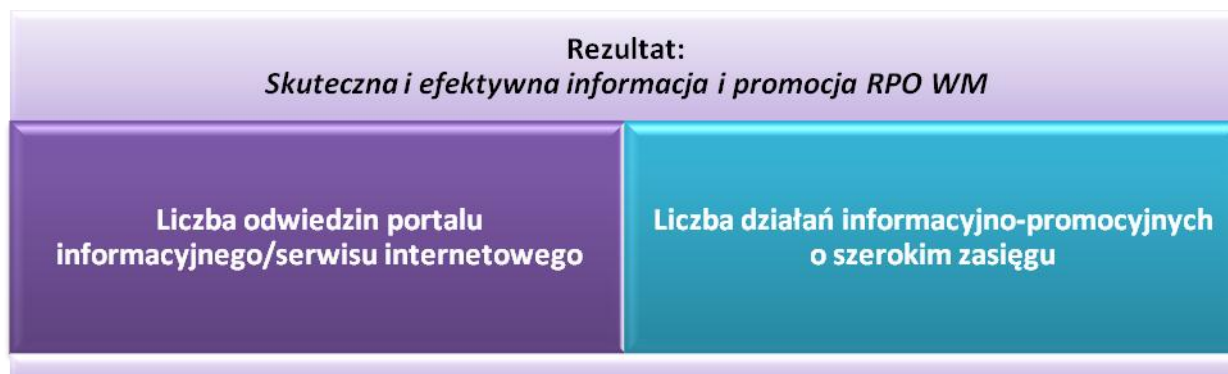 Rezultat:
Skuteczna i efektywna informacja i promocja RPO WM
Liczba odwiedzin portalu
informacyjnego/serwisu internetowego
Liczba działań informacyjno-promocyjnych
o szerokim zasięgu